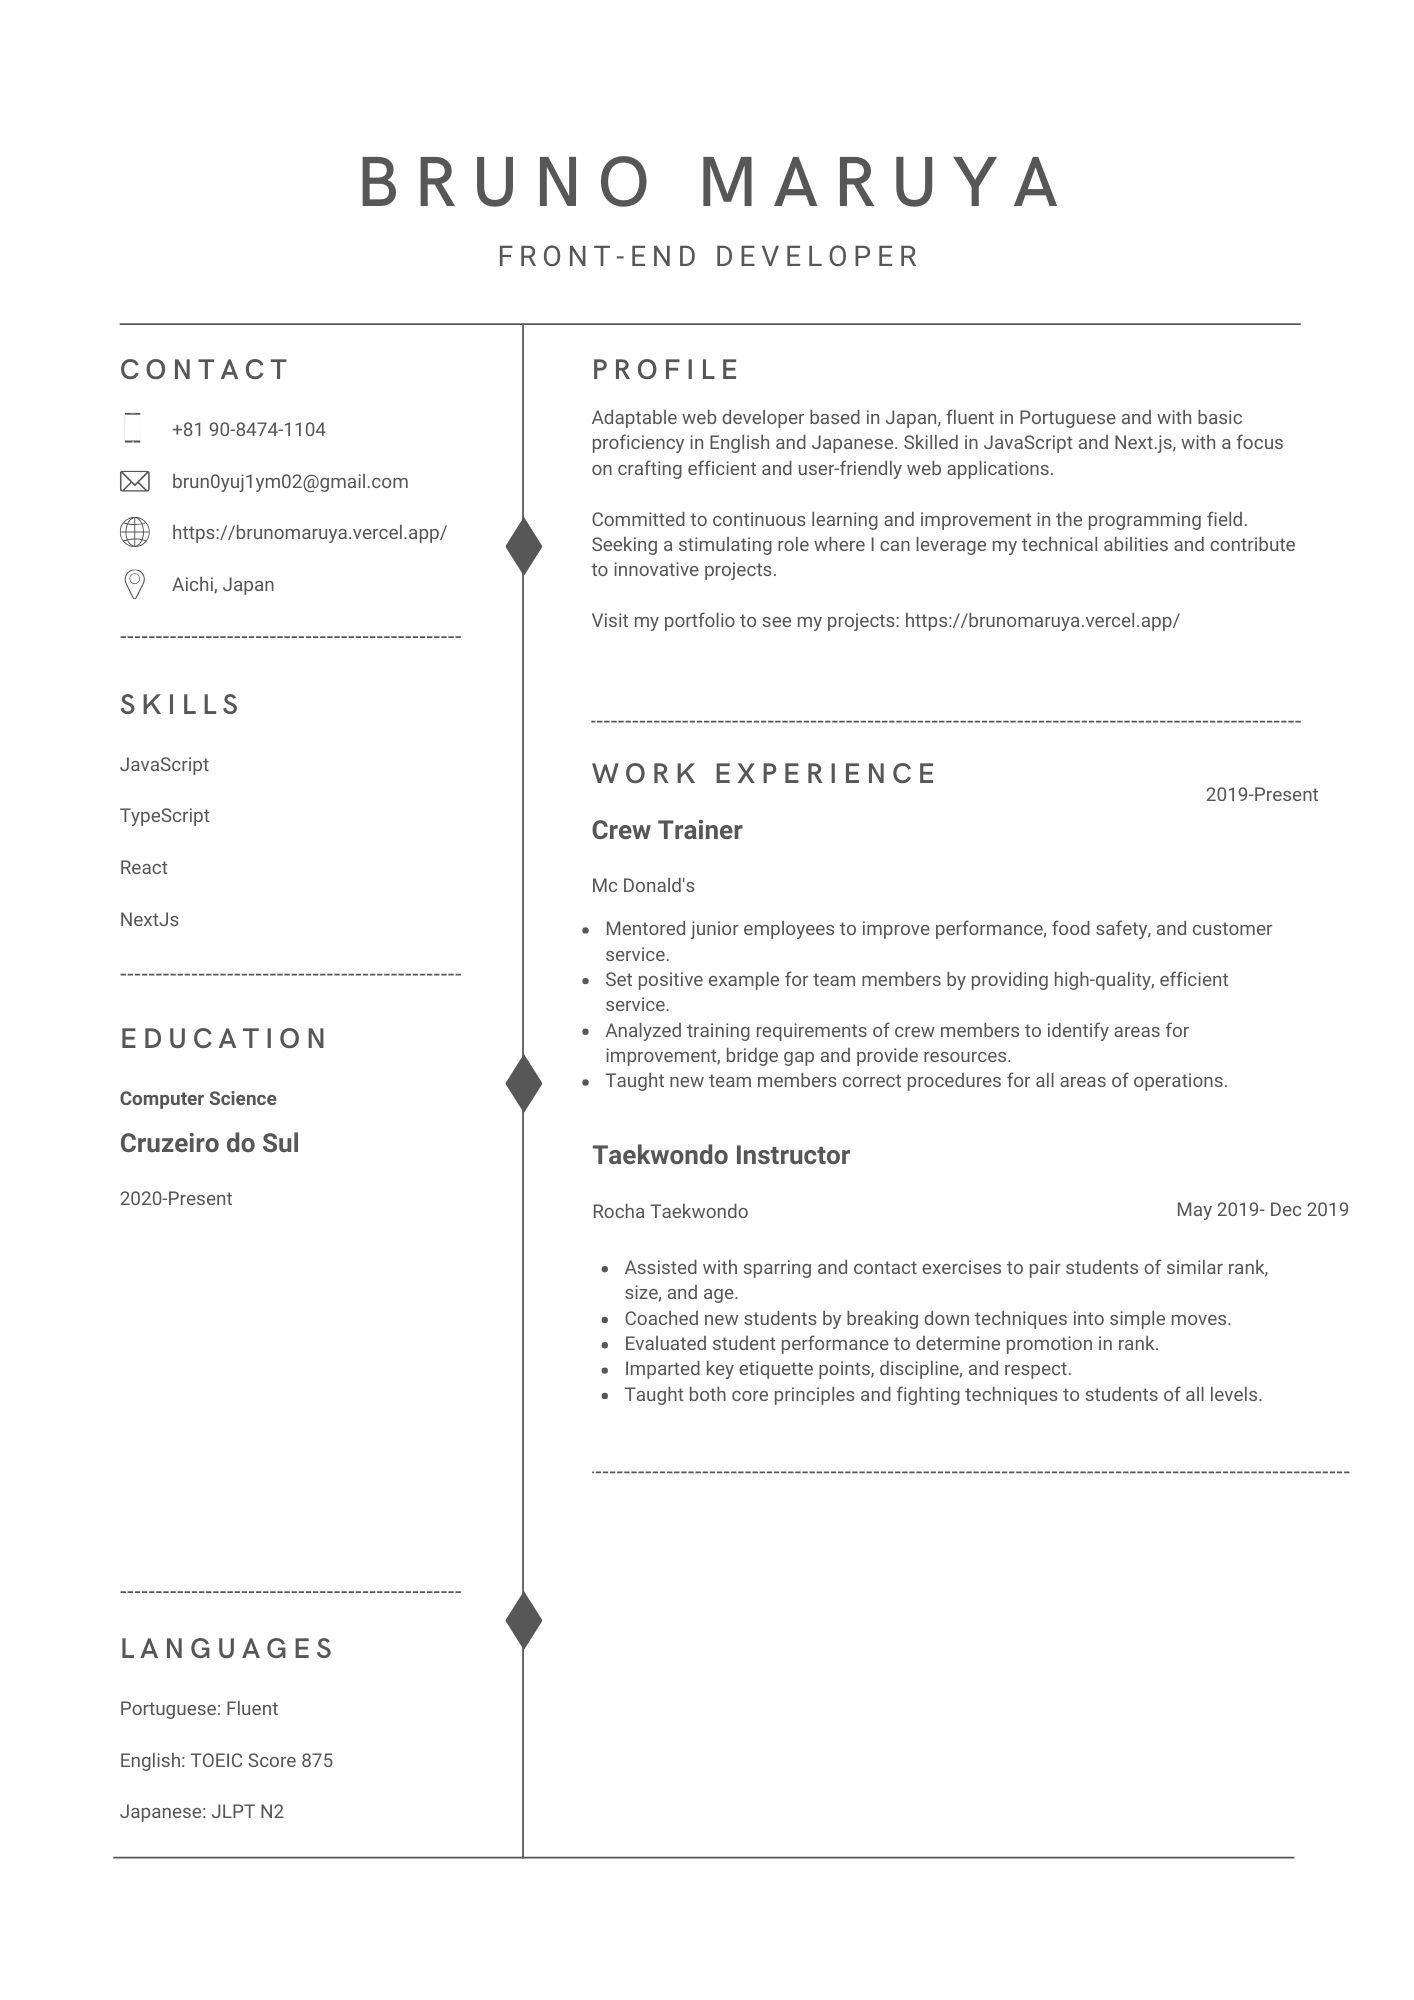 BRUNO MARUYA
FRONT-END DEVELOPER
CONTACT
+81 90-8474-1104
brun0yuj1ym02@gmail.com
https://brunomaruya.vercel.app/
Aichi, Japan
SKILLS
JavaScript
TypeScript
React
NextJs
EDUCATION
Computer Science
Cruzeiro do Sul
2020-Present
LANGUAGES
Portuguese: Fluent
English: TOEIC Score 875
Japanese: JLPT N2
PROFILE
Adaptable web developer based in Japan, fluent in Portuguese and with basic
proficiency in English and Japanese. Skilled in JavaScript and Next.js, with a focus
on crafting efficient and user-friendly web applications.
Committed to continuous learning and improvement in the programming field.
Seeking a stimulating role where I can leverage my technical abilities and contribute
to innovative projects.
Visit my portfolio to see my projects: https://brunomaruya.vercel.app/
WORK EXPERIENCE
2019-Present
Crew Trainer
Mc Donald's
• Mentored junior employees to improve performance, food safety, and customer
service.
• Set positive example for team members by providing high-quality, efficient
service.
• Analyzed training requirements of crew members to identify areas for
improvement, bridge gap and provide resources.
• Taught new team members correct procedures for all areas of operations.
Taekwondo Instructor
Rocha Taekwondo
May 2019- Dec 2019
• Assisted with sparring and contact exercises to pair students of similar rank,
size, and age.
• Coached new students by breaking down techniques into simple moves.
• Evaluated student performance to determine promotion in rank.
• Imparted key etiquette points, discipline, and respect.
• Taught both core principles and fighting techniques to students of all levels.